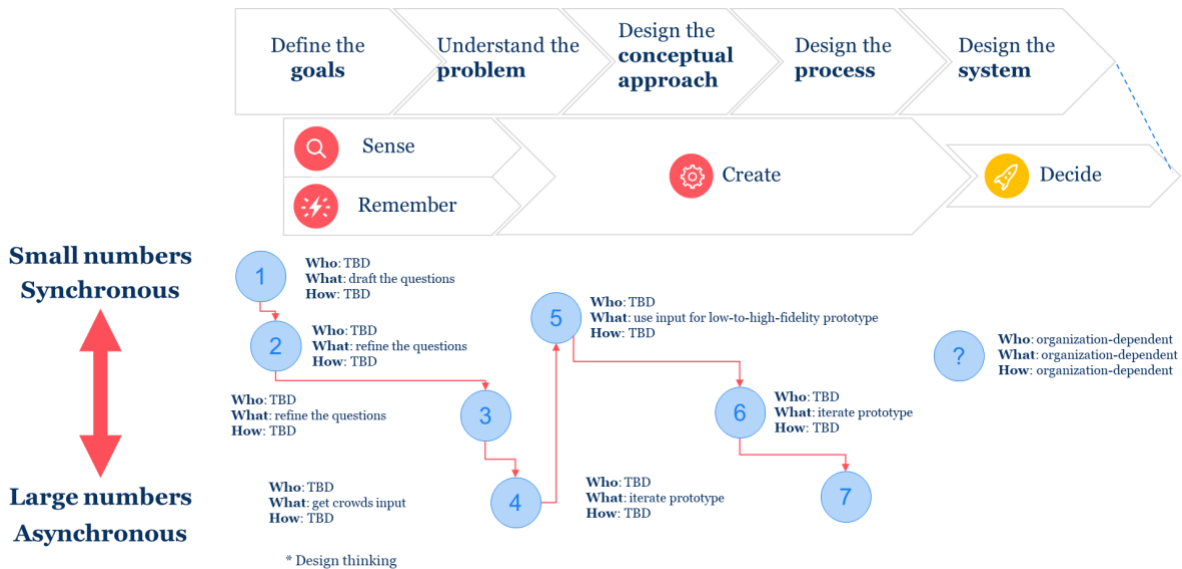 Define the
goals
Understand the
problem
Design the
conceptual
approach
Design the
process
Design the
system
Sense
Remember
Create
Decide
Small numbers
Synchronous
Large numbers
Asynchronous
1
Who: TBD
What: draft the questions
How: TBD
2
Who: TBD
What: refine the questions
How: TBD
Who: TBD
What: refine the questions
How: TBD
3
Who: TBD
What: get crowds input
How: TBD
4
5
Who: TBD
What: use input for low-to-high-fidelity prototype
How: TBD
6
Who: TBD
What: iterate prototype
How: TBD
Who: TBD
What: iterate prototype
How: TBD
7
?
Who: organization-dependent
What: organization-dependent
How: organization-dependent
* Design thinking